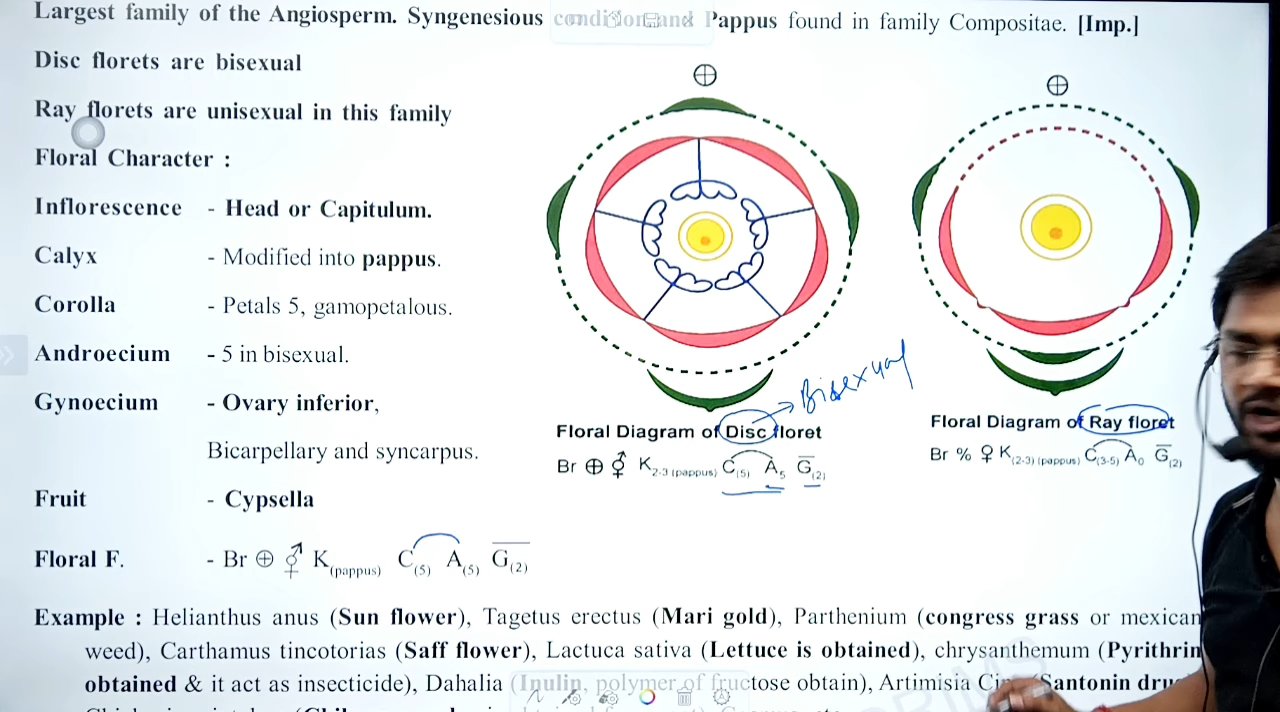 Largest family of the Angiosperm. Syngenesious condition and Pappus found in family Compositae. [Imp.]
Disc florets are bisexual
Ray florets are unisexual in this family
Floral Character :
Inflorescence - Head or Capitulum.
Calyx - Modified into pappus.
Corolla - Petals 5, gamopetalous.
Androecium - 5 in bisexual.
Gynoecium - Ovary inferior,
Bicarpellary and syncarpus.
Fruit - Cypsella
Floral F. - Br ⊕ ⚥ K(pappus) C(5) A(5) G(2)
⊕
Bisexual
Floral Diagram of Disc floret
Br ⊕ ⚥ K2-3 (pappus) C(5) A5 G(2)
⊕
Floral Diagram of Ray floret
Br % ♀ K(2-3) (pappus) C(3-5) A0 G(2)
Example : Helianthus anus (Sun flower), Tagetus erectus (Mari gold), Parthenium (congress grass or mexican
weed), Carthamus tincotorias (Saff flower), Lactuca sativa (Lettuce is obtained), chrysanthemum (Pyrithrin
obtained & it act as insecticide), Dahalia (Inulin, polymer of fructose obtain), Artimisia (Santonin